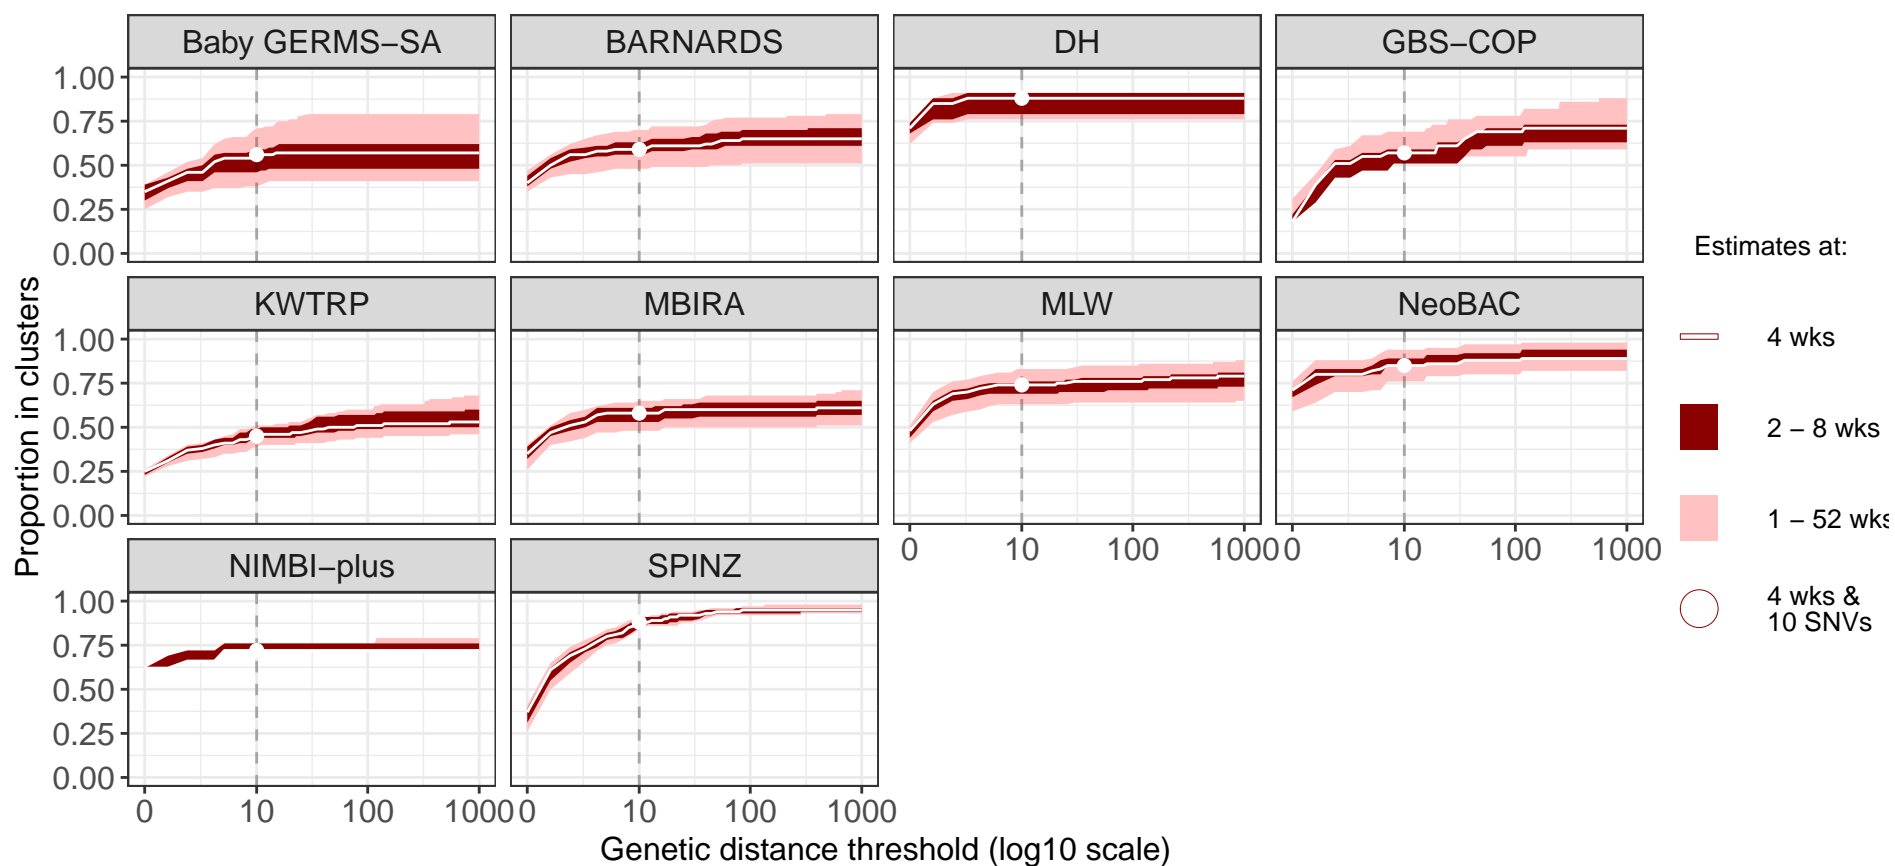 Baby GERMS−SA
BARNARDS
DH
GBS−COP
1.00
0.75
0.50
0.25
0.00
KWTRP
MBIRA
MLW
NeoBAC
1.00
0.75
0.50
0.25
0.00
0 10 100 1000
0 10 100 1000
NIMBI−plus
SPINZ
1.00
0.75
0.50
0.25
0.00
0 10 100 1000
0 10 100 1000
Proportion in clusters
Genetic distance threshold (log10 scale)
Estimates at:
4 wks
2 − 8 wks
1 − 52 wks
4 wks &
10 SNVs